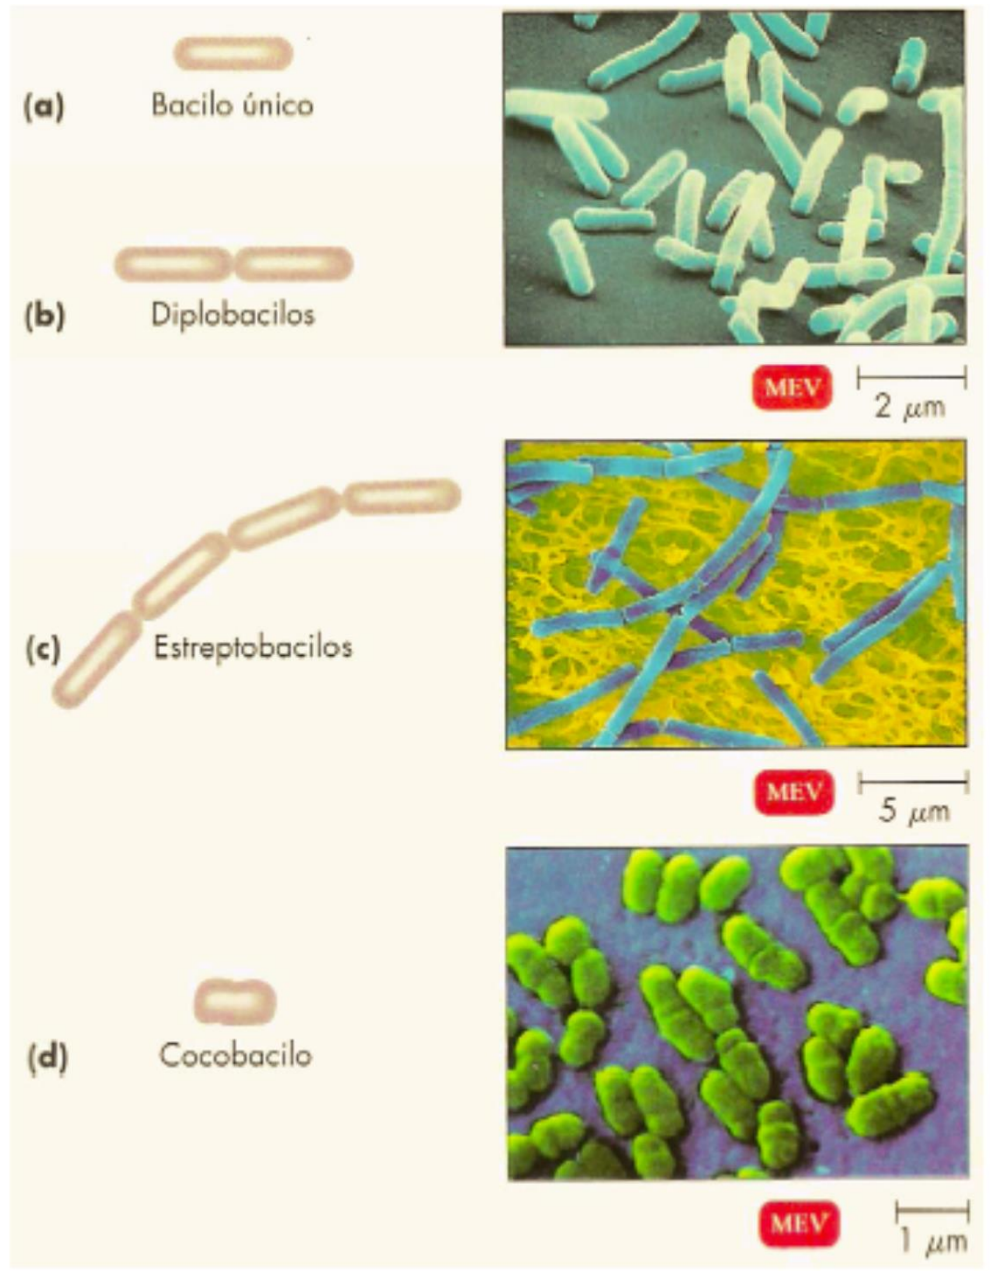 (a) Bacilo único
(b) Diplobacilos
MEV 2 μm
(c) Estreptobacilos
MEV 5 μm
(d) Cocobacilo
MEV 1 μm